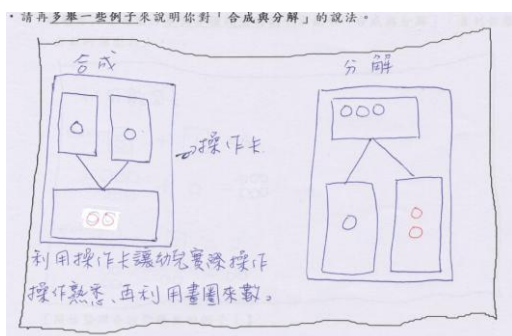 ・請再多舉一些例子來說明你對「合成與分解」的說法。
合成
分解
操作卡
利用操作卡讓幼兒實際操作
操作熟悉、再利用畫圖來數。